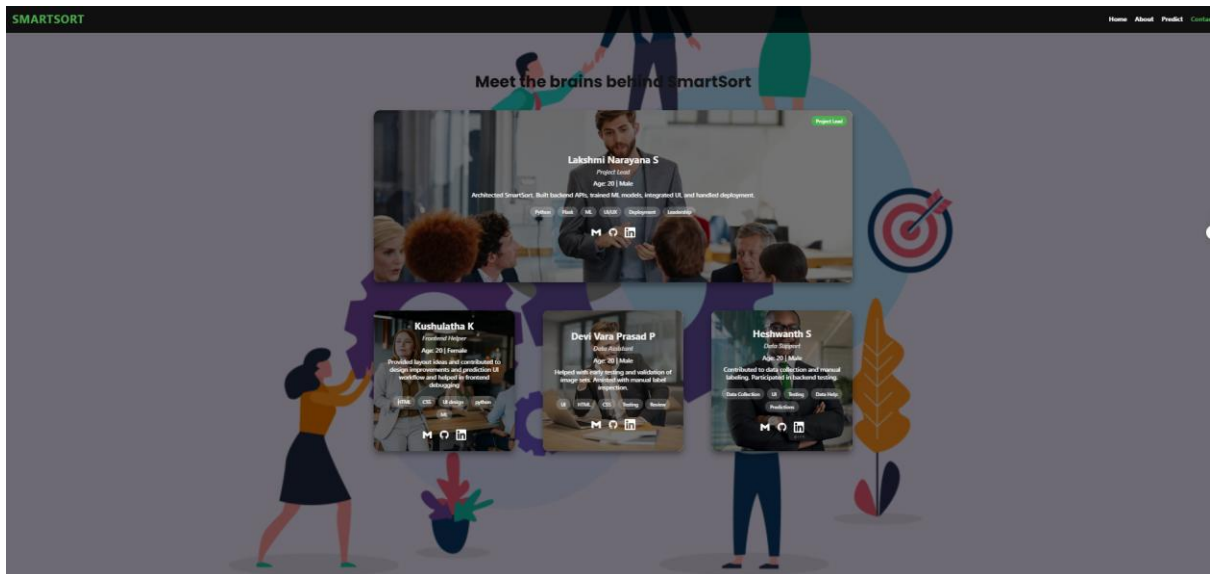 SMARTSORT
Home About Predict Contac
Meet the brains behind SmartSort
Project Lead
Lakshmi Narayana S
Project Lead
Age: 20 | Male
Architected SmartSort. Built backend APIs, trained ML models, integrated UI, and handled deployment.
Python Flask ML UI/UX Deployment Leadership
Kushulatha K
Frontend Helper
Age: 20 | Female
Provided layout ideas and contributed to
design improvements and prediction UI
workflow and helped in frontend
debugging
HTML CSS UI design python
Devi Vara Prasad P
Data Assistant
Age: 20 | Male
Helped with early testing and validation of
image sets. Assisted with manual label
inspection.
UI HTML CSS Testing Review
Heshwanth S
Data Support
Age: 20 | Male
Contributed to data collection and manual
labeling. Participated in backend testing.
Data Collection UI Testing Data Help
Predictions